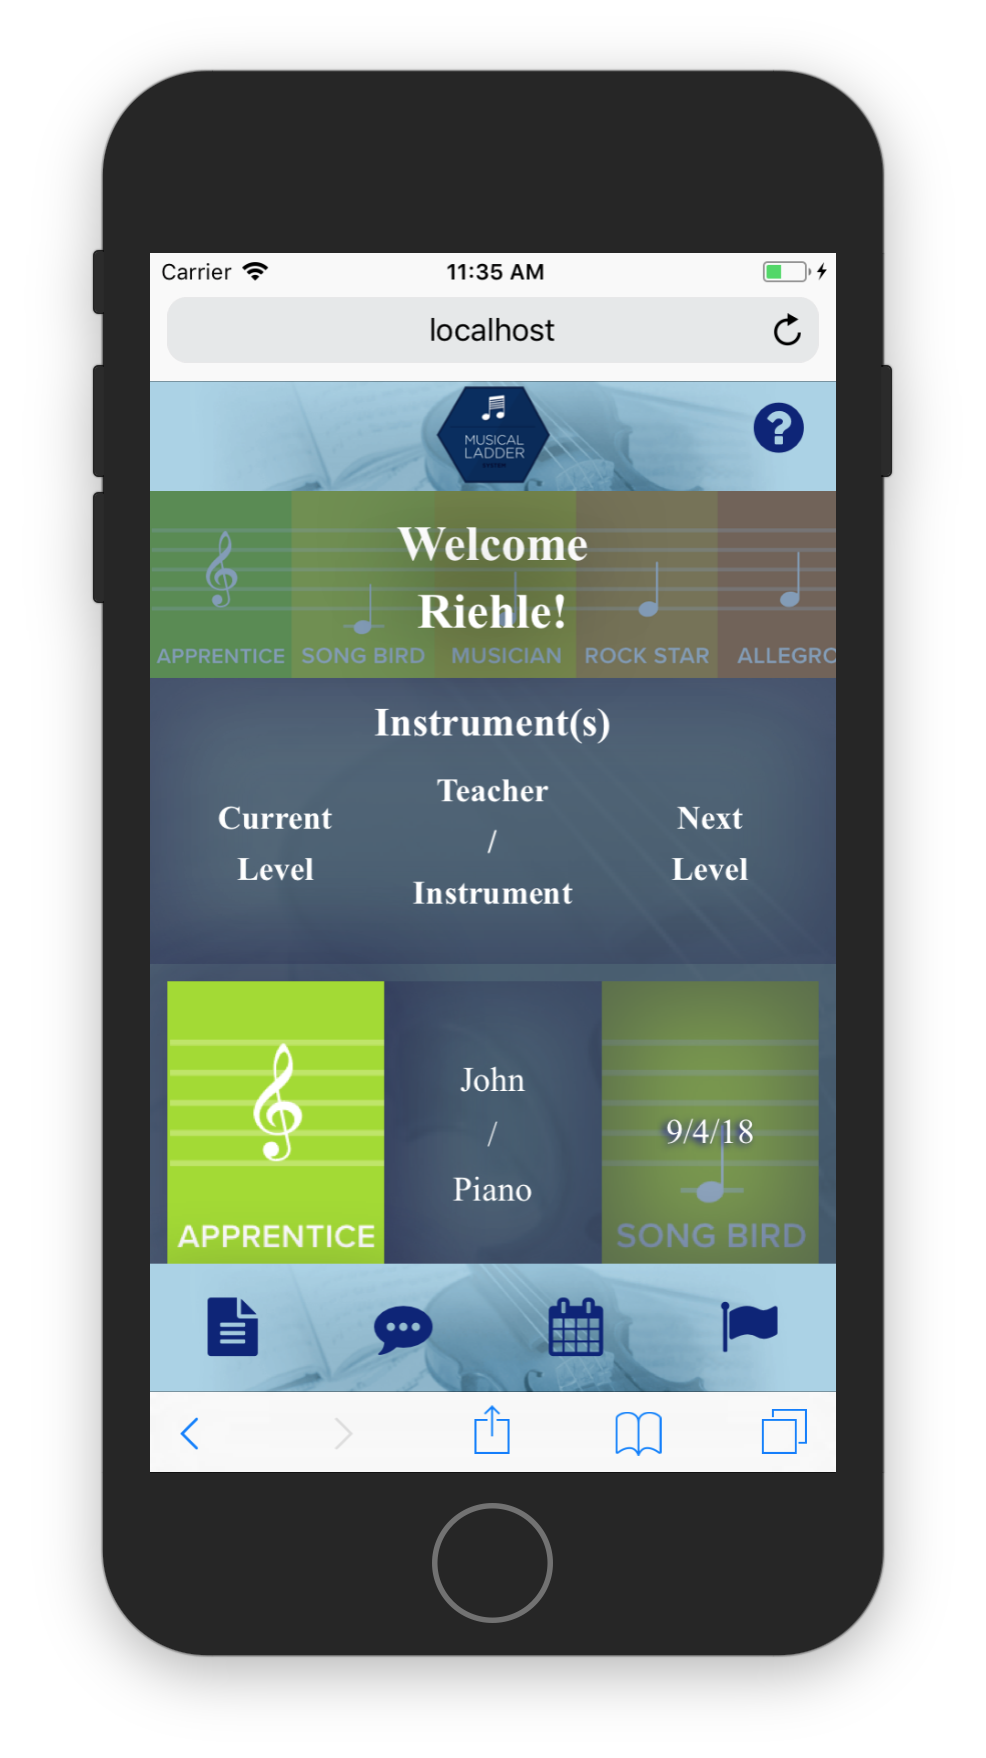 Carrier 11:35 AM
localhost
MUSICAL
LADDER
SYSTEM
Welcome
Riehle!
APPRENTICE SONG BIRD MUSICIAN ROCK STAR ALLEGRO
Instrument(s)
Current
Level
Teacher
/
Instrument
Next
Level
APPRENTICE
John
/
Piano
9/4/18
SONG BIRD